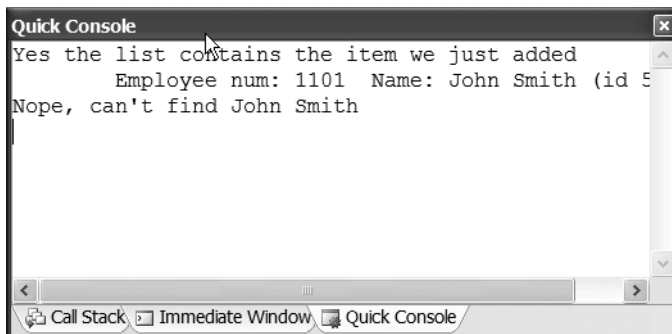 Quick Console
Yes the list contains the item we just added
Employee num: 1101 Name: John Smith (id 5
Nope, can't find John Smith
Call Stack Immediate Window Quick Console